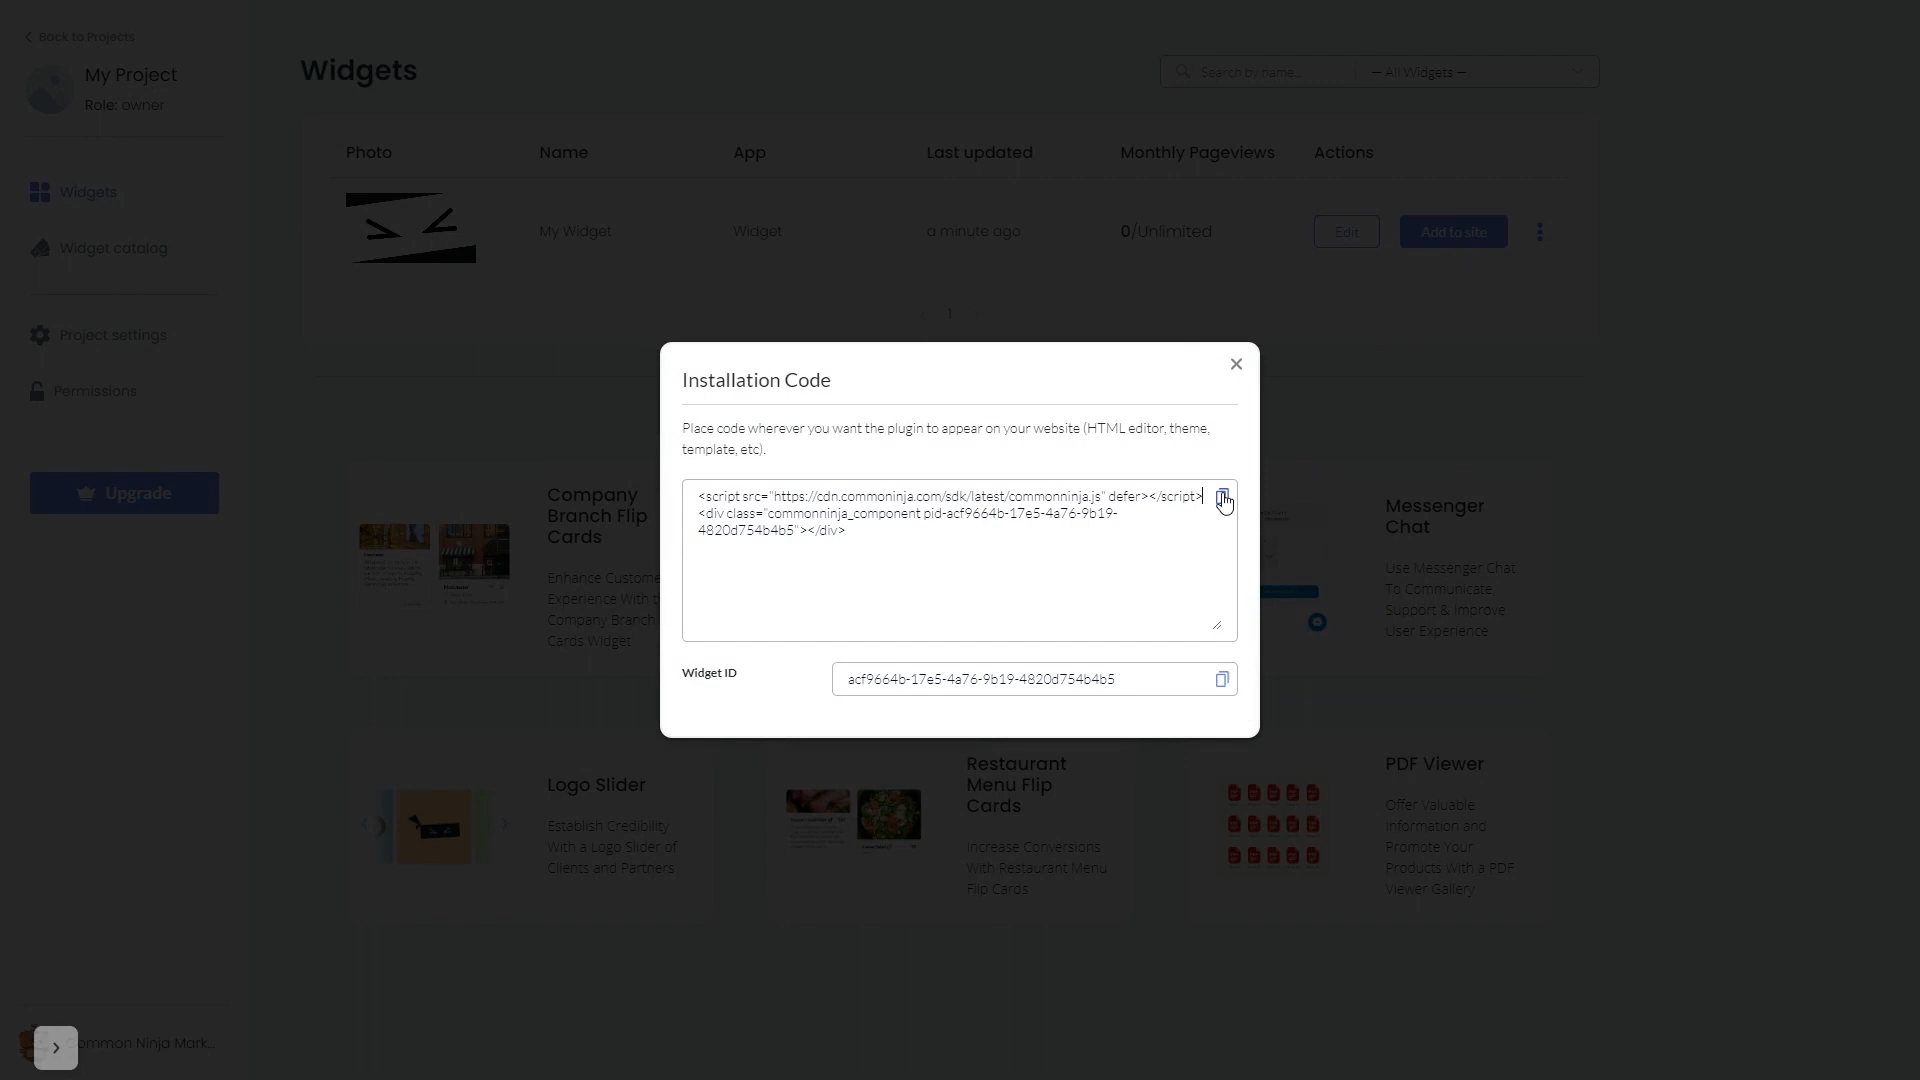 Back to Projects
My Project
Role: owner
Widgets
Widget catalog
Project settings
Permissions
Upgrade
Common Ninja Mark...
Widgets
Search by name...
— All Widgets —
Photo
Name
App
Last updated
Monthly Pageviews
Actions
My Widget
Widget
a minute ago
0/Unlimited
Edit
Add to site
1
Installation Code
Place code wherever you want the plugin to appear on your website (HTML editor, theme,
template, etc).
<script src="https://cdn.commoninja.com/sdk/latest/commonninja.js" defer></script>
<div class="commonninja_component pid-acf9664b-17e5-4a76-9b19-
4820d754b4b5"></div>
Widget ID
acf9664b-17e5-4a76-9b19-4820d754b4b5
Company
Branch Flip
Cards
Enhance Custome
Experience With
Company Branch
Cards Widget
Messenger
Chat
Use Messenger Chat
To Communicate,
Support & Improve
User Experience
Logo Slider
Establish Credibility
With a Logo Slider of
Clients and Partners
Restaurant
Menu Flip
Cards
Increase Conversions
With Restaurant Menu
Flip Cards
PDF Viewer
Offer Valuable
Information and
Promote Your
Products With a PDF
Viewer Gallery